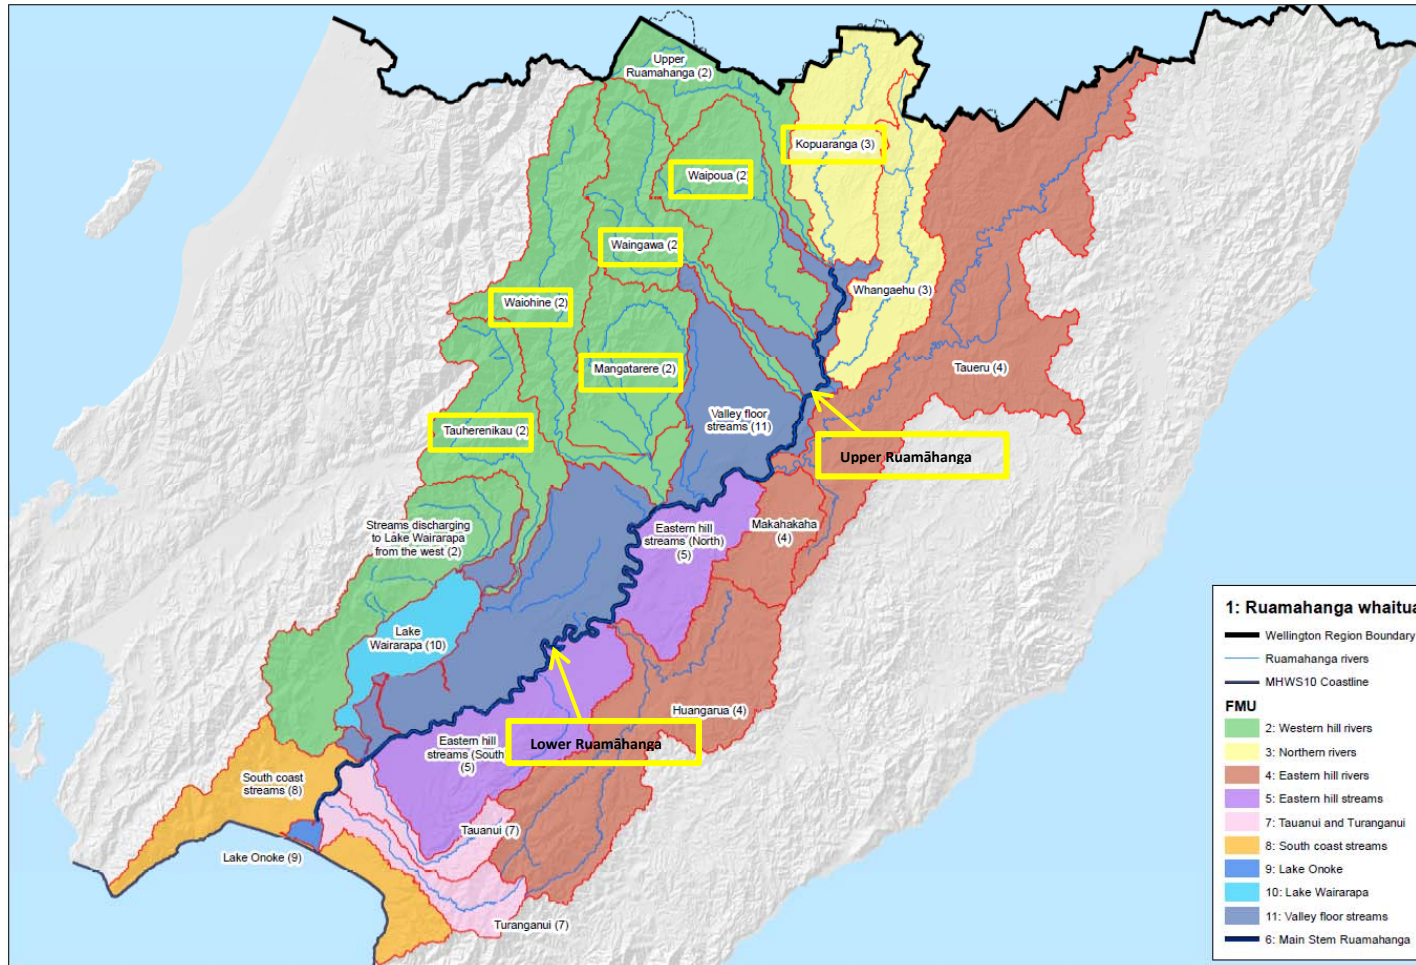 Upper
Ruamahanga (2)
Kopuaranga (3)
Waipoua (2)
Waingawa (2
Whangaehu (3)
Waiohine (2)
Mangatarere (2)
Taueru (4)
Valley floor
streams (11)
Tauherenikau (2)
Upper Ruamāhanga
Streams discharging
to Lake Wairarapa
from the west (2)
Eastern hill
streams (North)
(5)
Makahakaha
(4)
Lake
Wairarapa (10)
Huangarua (4)
Lower Ruamāhanga
Eastern hill
streams (South
(5)
South coast
streams (8)
Tauanui (7)
Lake Onoke (9)
Turanganui (7)
1: Ruamahanga whaitua
Wellington Region Boundary
Ruamahanga rivers
MHWS10 Coastline
FMU
2: Western hill rivers
3: Northern rivers
4: Eastern hill rivers
5: Eastern hill streams
7: Tauanui and Turanganui
8: South coast streams
9: Lake Onoke
10: Lake Wairarapa
11: Valley floor streams
6: Main Stem Ruamahanga